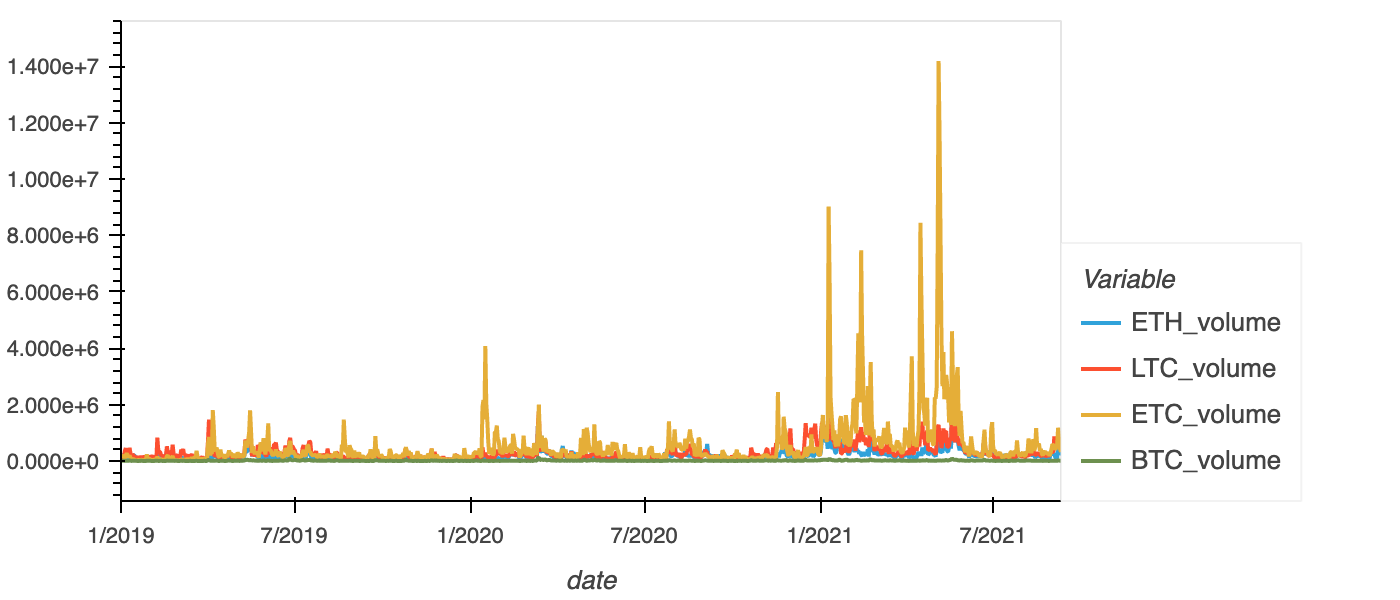 1.400e+7
1.200e+7
1.000e+7
8.000e+6
6.000e+6
4.000e+6
2.000e+6
0.000e+0
1/2019 7/2019 1/2020 7/2020 1/2021 7/2021
date
Variable
ETH_volume
LTC_volume
ETC_volume
BTC_volume